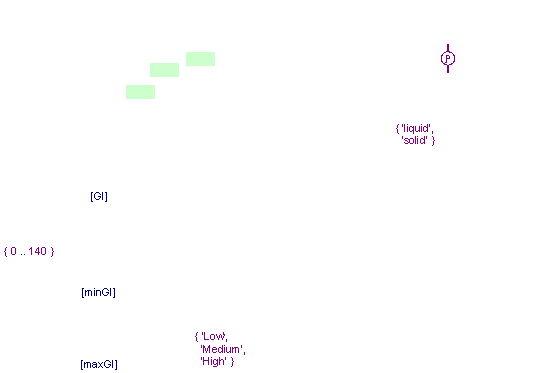 P
{ 'liquid',
'solid' }
[GI]
{ 0 .. 140 }
[minGI]
{ 'Low',
'Medium',
'High' }
[maxGI]